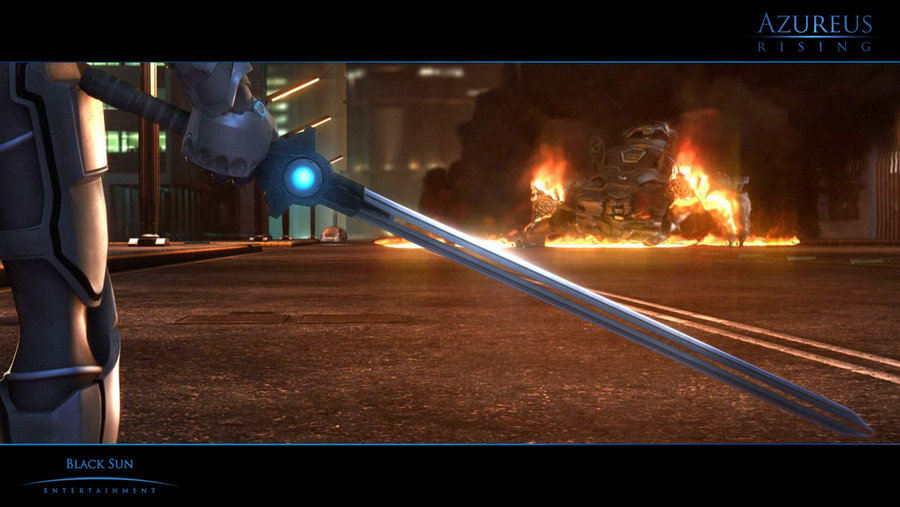 AZUREUS
RISING
BLACK SUN
ENTERTAINMENT